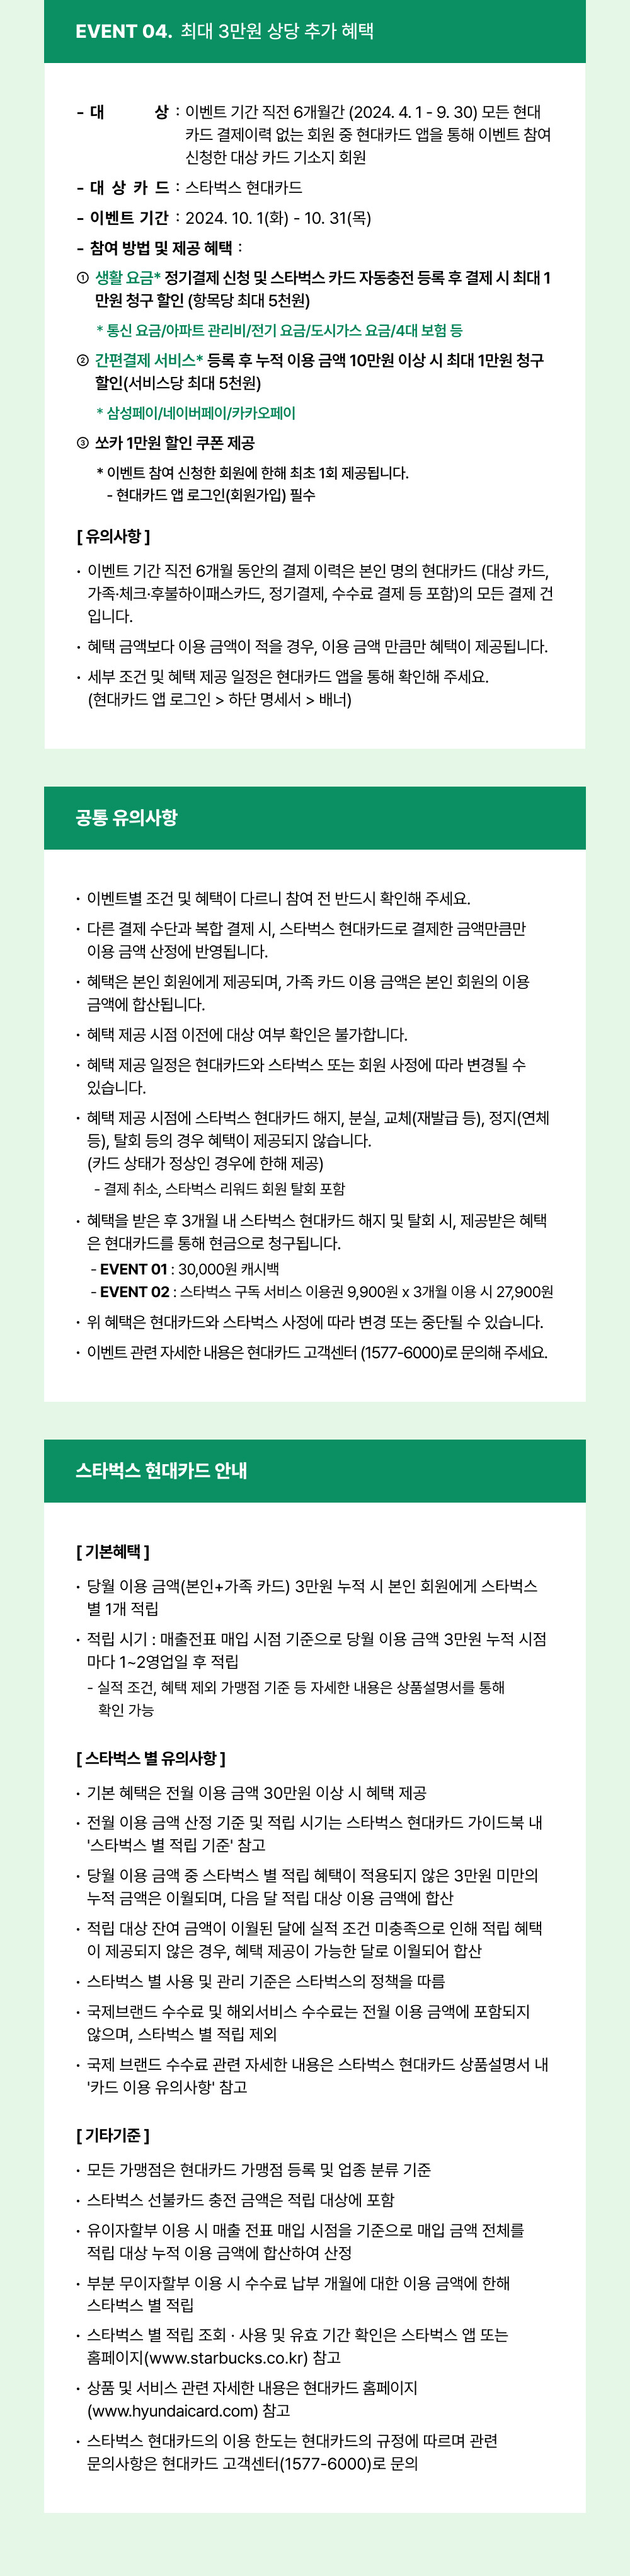 EVENT 04. 최대 3만원 상당 추가 혜택
- 대 상 : 이벤트 기간 직전 6개월간 (2024. 4. 1 - 9. 30) 모든 현대
카드 결제이력 없는 회원 중 현대카드 앱을 통해 이벤트 참여
신청한 대상 카드 기소지 회원
- 대 상 카 드 : 스타벅스 현대카드
- 이벤트 기간 : 2024. 10. 1(화) - 10. 31(목)
- 참여 방법 및 제공 혜택 :
① 생활 요금* 정기결제 신청 및 스타벅스 카드 자동충전 등록 후 결제 시 최대 1
만원 청구 할인 (항목당 최대 5천원)
* 통신 요금/아파트 관리비/전기 요금/도시가스 요금/4대 보험 등
② 간편결제 서비스* 등록 후 누적 이용 금액 10만원 이상 시 최대 1만원 청구
할인(서비스당 최대 5천원)
* 삼성페이/네이버페이/카카오페이
③ 쏘카 1만원 할인 쿠폰 제공
* 이벤트 참여 신청한 회원에 한해 최초 1회 제공됩니다.
- 현대카드 앱 로그인(회원가입) 필수
[ 유의사항 ]
· 이벤트 기간 직전 6개월 동안의 결제 이력은 본인 명의 현대카드 (대상 카드,
가족·체크·후불하이패스카드, 정기결제, 수수료 결제 등 포함)의 모든 결제 건
입니다.
· 혜택 금액보다 이용 금액이 적을 경우, 이용 금액 만큼만 혜택이 제공됩니다.
· 세부 조건 및 혜택 제공 일정은 현대카드 앱을 통해 확인해 주세요.
(현대카드 앱 로그인 > 하단 명세서 > 배너)
공통 유의사항
· 이벤트별 조건 및 혜택이 다르니 참여 전 반드시 확인해 주세요.
· 다른 결제 수단과 복합 결제 시, 스타벅스 현대카드로 결제한 금액만큼만
이용 금액 산정에 반영됩니다.
· 혜택은 본인 회원에게 제공되며, 가족 카드 이용 금액은 본인 회원의 이용
금액에 합산됩니다.
· 혜택 제공 시점 이전에 대상 여부 확인은 불가합니다.
· 혜택 제공 일정은 현대카드와 스타벅스 또는 회원 사정에 따라 변경될 수
있습니다.
· 혜택 제공 시점에 스타벅스 현대카드 해지, 분실, 교체(재발급 등), 정지(연체
등), 탈회 등의 경우 혜택이 제공되지 않습니다.
(카드 상태가 정상인 경우에 한해 제공)
- 결제 취소, 스타벅스 리워드 회원 탈회 포함
· 혜택을 받은 후 3개월 내 스타벅스 현대카드 해지 및 탈회 시, 제공받은 혜택
은 현대카드를 통해 현금으로 청구됩니다.
- EVENT 01 : 30,000원 캐시백
- EVENT 02 : 스타벅스 구독 서비스 이용권 9,900원 x 3개월 이용 시 27,900원
· 위 혜택은 현대카드와 스타벅스 사정에 따라 변경 또는 중단될 수 있습니다.
· 이벤트 관련 자세한 내용은 현대카드 고객센터 (1577-6000)로 문의해 주세요.
스타벅스 현대카드 안내
[ 기본혜택 ]
· 당월 이용 금액(본인+가족 카드) 3만원 누적 시 본인 회원에게 스타벅스
별 1개 적립
· 적립 시기 : 매출전표 매입 시점 기준으로 당월 이용 금액 3만원 누적 시점
마다 1~2영업일 후 적립
- 실적 조건, 혜택 제외 가맹점 기준 등 자세한 내용은 상품설명서를 통해
확인 가능
[ 스타벅스 별 유의사항 ]
· 기본 혜택은 전월 이용 금액 30만원 이상 시 혜택 제공
· 전월 이용 금액 산정 기준 및 적립 시기는 스타벅스 현대카드 가이드북 내
'스타벅스 별 적립 기준' 참고
· 당월 이용 금액 중 스타벅스 별 적립 혜택이 적용되지 않은 3만원 미만의
누적 금액은 이월되며, 다음 달 적립 대상 이용 금액에 합산
· 적립 대상 잔여 금액이 이월된 달에 실적 조건 미충족으로 인해 적립 혜택
이 제공되지 않은 경우, 혜택 제공이 가능한 달로 이월되어 합산
· 스타벅스 별 사용 및 관리 기준은 스타벅스의 정책을 따름
· 국제브랜드 수수료 및 해외서비스 수수료는 전월 이용 금액에 포함되지
않으며, 스타벅스 별 적립 제외
· 국제 브랜드 수수료 관련 자세한 내용은 스타벅스 현대카드 상품설명서 내
'카드 이용 유의사항' 참고
[ 기타기준 ]
· 모든 가맹점은 현대카드 가맹점 등록 및 업종 분류 기준
· 스타벅스 선불카드 충전 금액은 적립 대상에 포함
· 유이자할부 이용 시 매출 전표 매입 시점을 기준으로 매입 금액 전체를
적립 대상 누적 이용 금액에 합산하여 산정
· 부분 무이자할부 이용 시 수수료 납부 개월에 대한 이용 금액에 한해
스타벅스 별 적립
· 스타벅스 별 적립 조회 · 사용 및 유효 기간 확인은 스타벅스 앱 또는
홈페이지(www.starbucks.co.kr) 참고
· 상품 및 서비스 관련 자세한 내용은 현대카드 홈페이지
(www.hyundaicard.com) 참고
· 스타벅스 현대카드의 이용 한도는 현대카드의 규정에 따르며 관련
문의사항은 현대카드 고객센터(1577-6000)로 문의